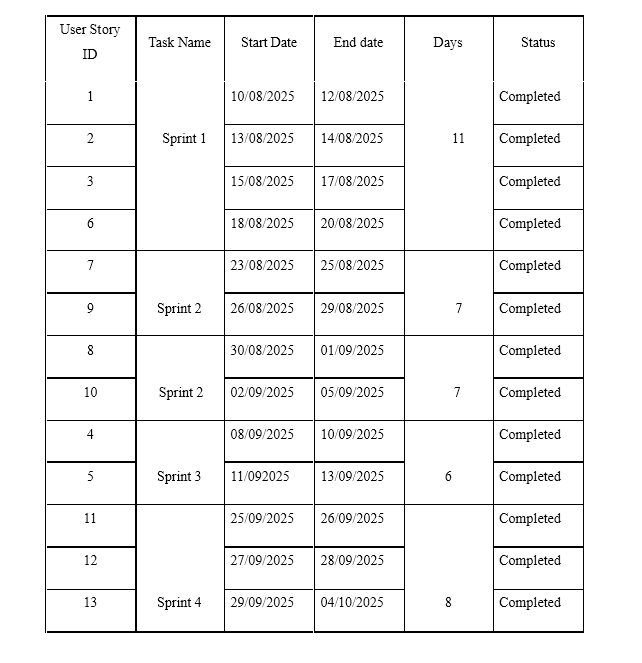 User Story ID Task Name Start Date End date Days Status
1 10/08/2025 12/08/2025 Completed
2 Sprint 1 13/08/2025 14/08/2025 11 Completed
3 15/08/2025 17/08/2025 Completed
6 18/08/2025 20/08/2025 Completed
7 23/08/2025 25/08/2025 Completed
9 Sprint 2 26/08/2025 29/08/2025 7 Completed
8 30/08/2025 01/09/2025 Completed
10 Sprint 2 02/09/2025 05/09/2025 7 Completed
4 08/09/2025 10/09/2025 Completed
5 Sprint 3 11/092025 13/09/2025 6 Completed
11 25/09/2025 26/09/2025 Completed
12 27/09/2025 28/09/2025 Completed
13 Sprint 4 29/09/2025 04/10/2025 8 Completed